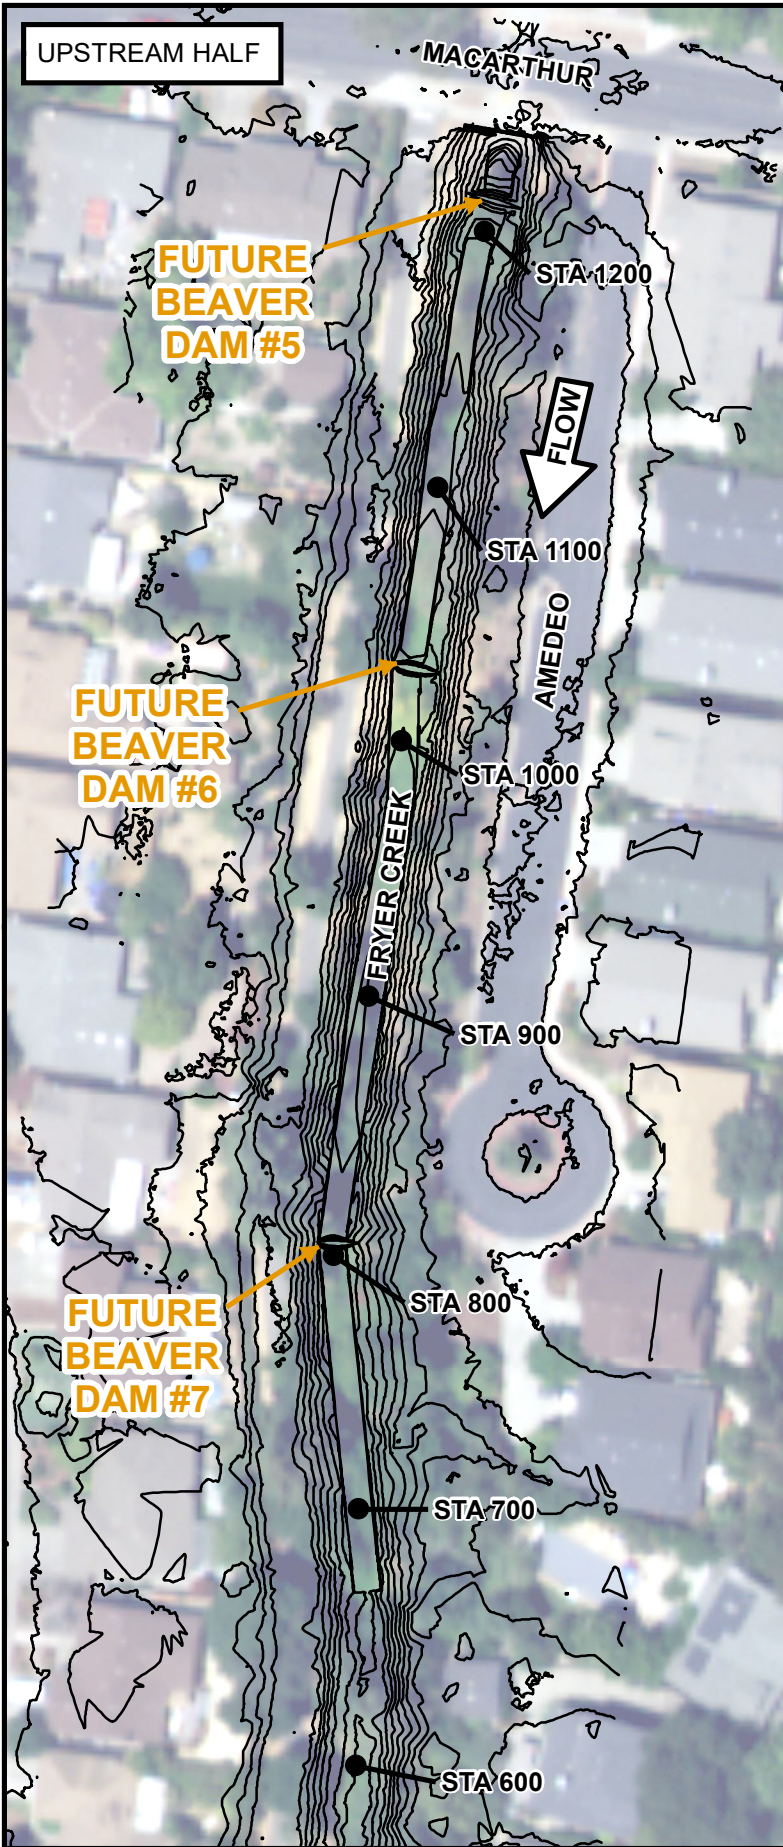 UPSTREAM HALF
MACARTHUR
FUTURE
BEAVER
DAM #5
STA 1200
FLOW
STA 1100
AMEDEO
FUTURE
BEAVER
DAM #6
STA 1000
FRYER CREEK
STA 900
STA 800
FUTURE
BEAVER
DAM #7
STA 700
STA 600